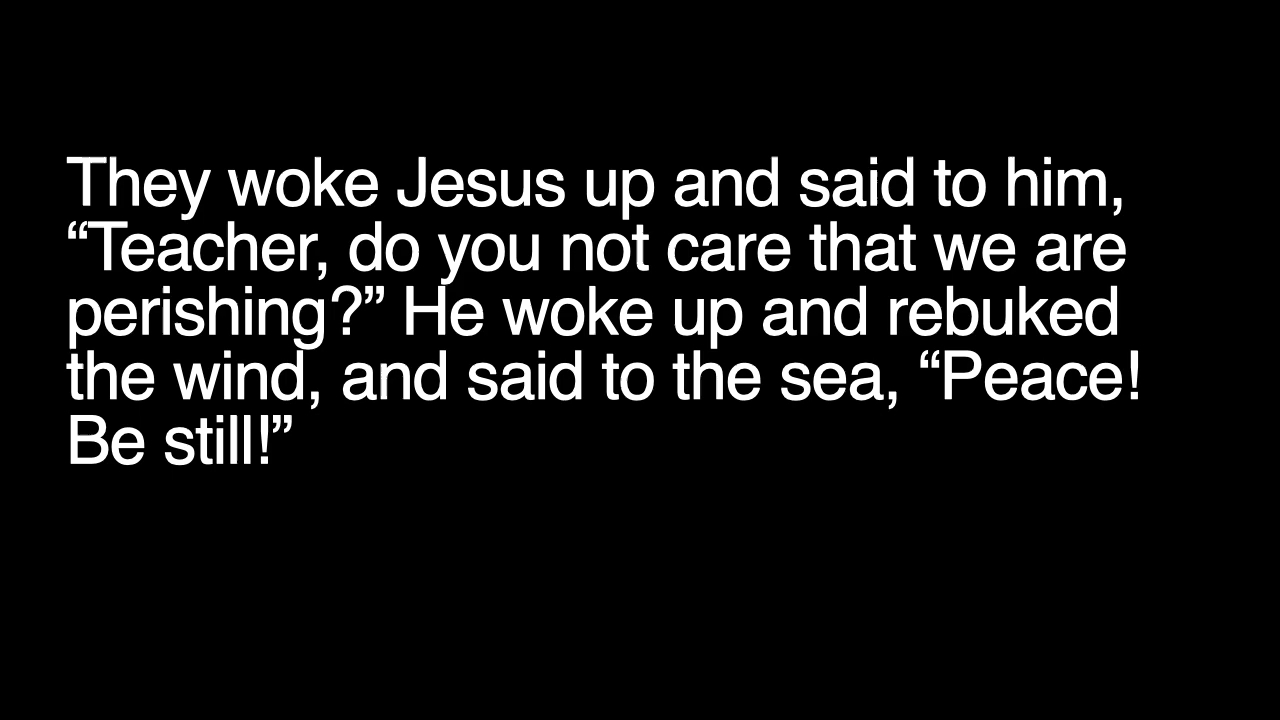 They woke Jesus up and said to him,
“Teacher, do you not care that we are
perishing?” He woke up and rebuked
the wind, and said to the sea, “Peace!
Be still!”